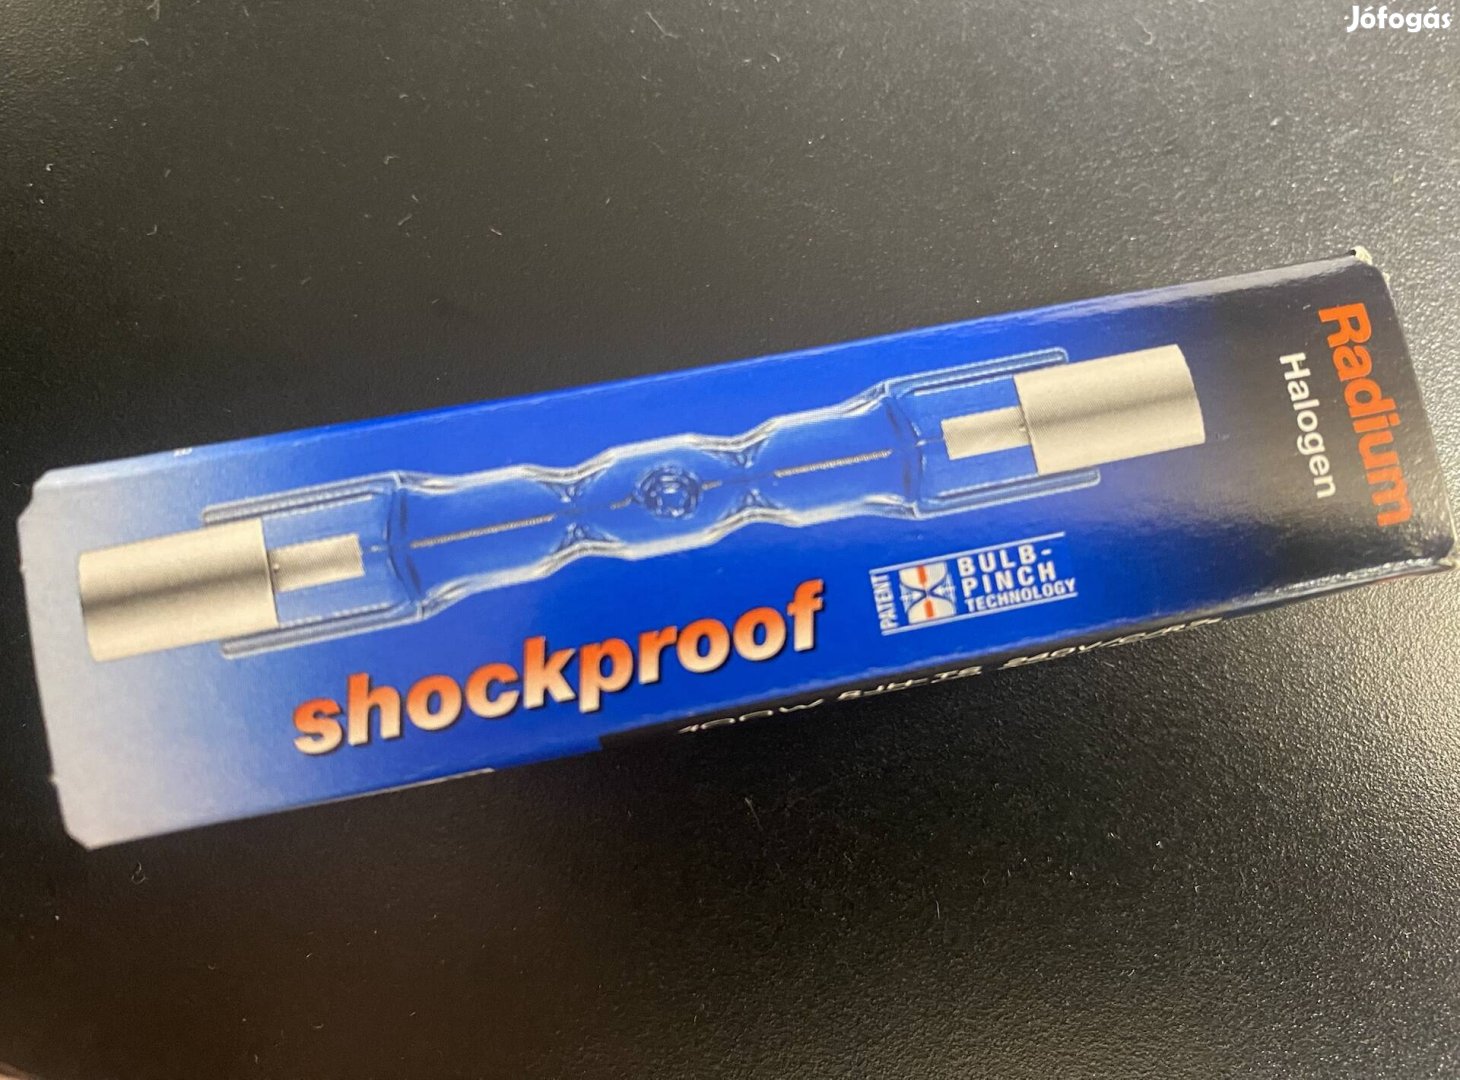 Jófogás
Radium
Halogen
shockproof
PATENT
BULB-
PINCH
TECHNOLOGY